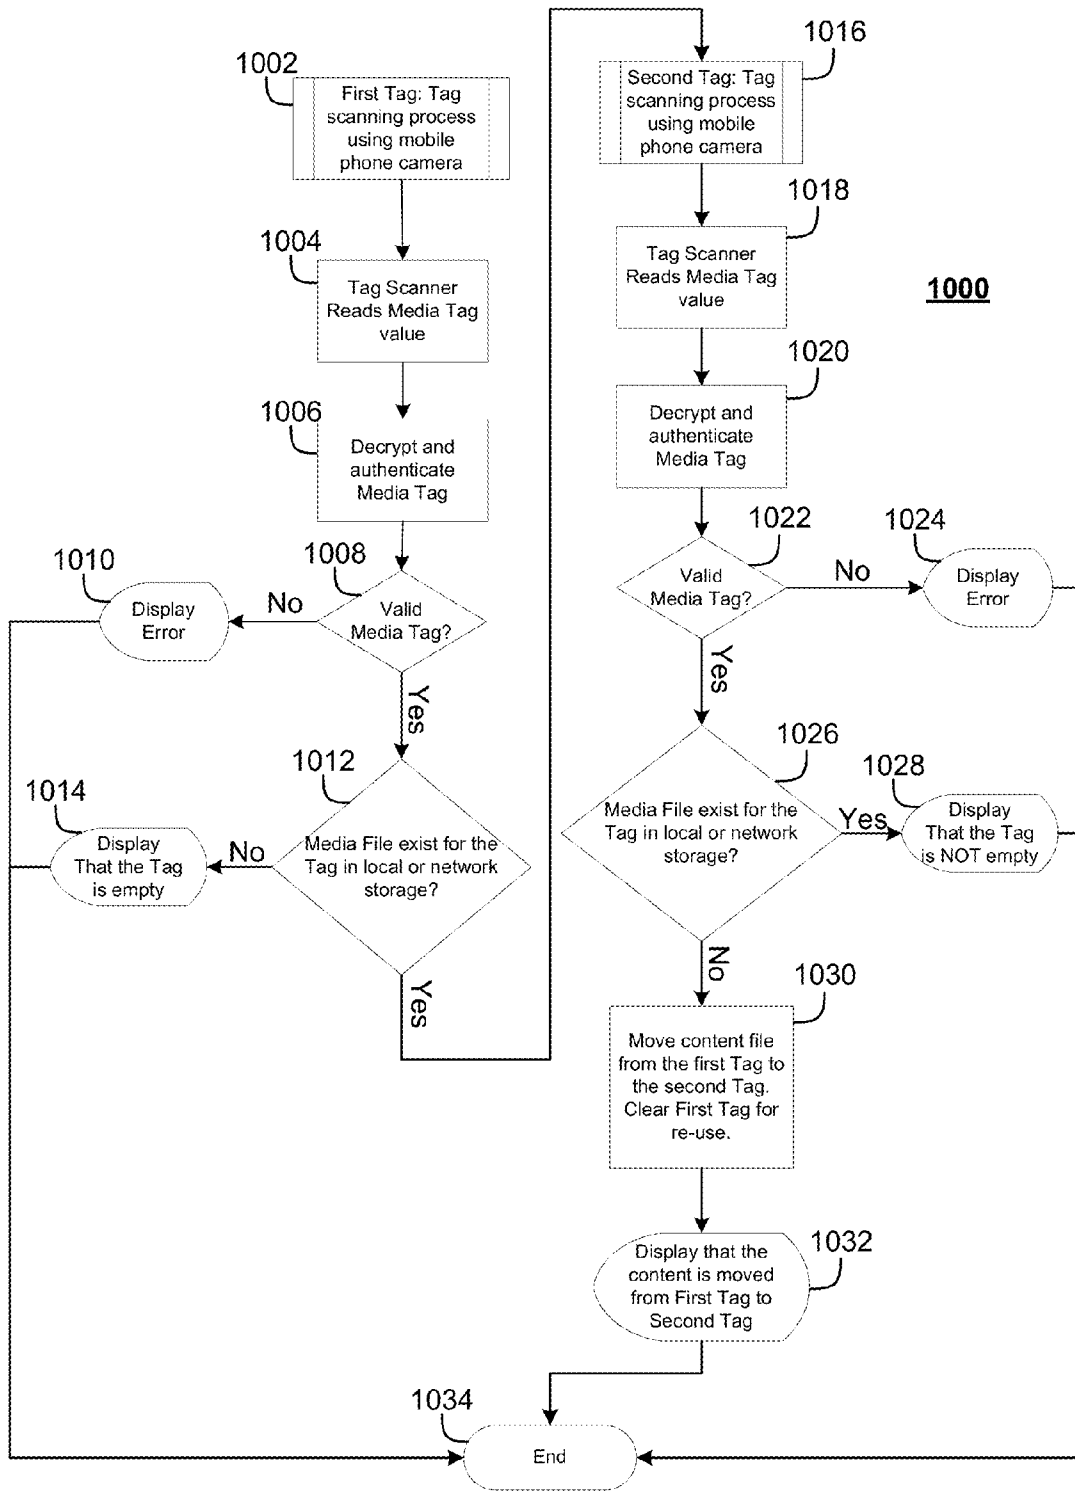 1002
First Tag: Tag
scanning process
using mobile
phone camera
1004
Tag Scanner
Reads Media Tag
value
1006
Decrypt and
authenticate
Media Tag
1008
Valid
Media Tag?
No
1010
Display
Error
Yes
1012
Media File exist for the
Tag in local or network
storage?
No
1014
Display
That the Tag
is empty
Yes
1016
Second Tag: Tag
scanning process
using mobile
phone camera
1018
Tag Scanner
Reads Media Tag
value
1000
1020
Decrypt and
authenticate
Media Tag
1022
Valid
Media Tag?
No
1024
Display
Error
Yes
1026
Media File exist for the
Tag in local or network
storage?
Yes
1028
Display
That the Tag
is NOT empty
No
1030
Move content file
from the first Tag to
the second Tag.
Clear First Tag for
re-use.
1032
Display that the
content is moved
from First Tag to
Second Tag
1034
End